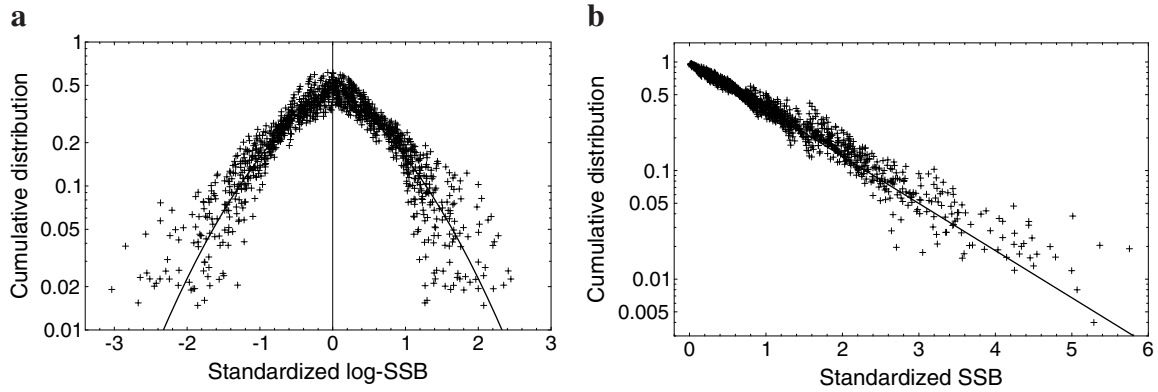 a
1
0.5
0.2
0.1
0.05
0.02
0.01
Cumulative distribution
-3 -2 -1 0 1 2 3
Standardized log-SSB
b
1
0.5
0.1
0.05
0.01
0.005
Cumulative distribution
0 1 2 3 4 5 6
Standardized SSB